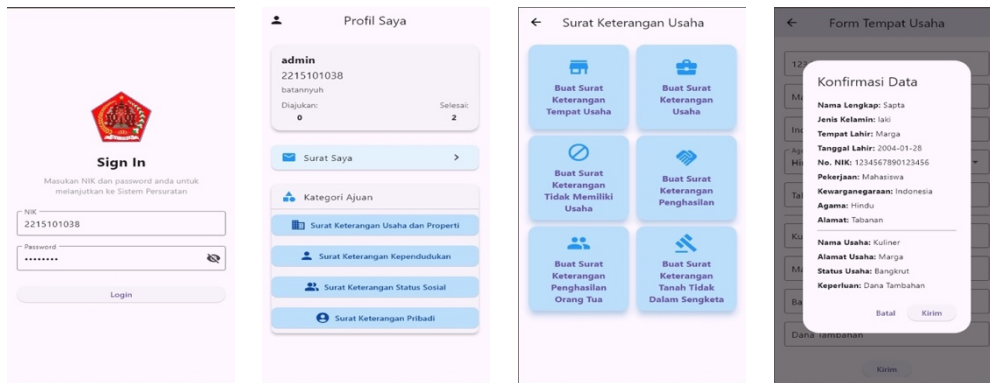 Sign In
Masukan NIK dan password anda untuk
melanjutkan ke Sistem Persuratan
NIK
2215101038
Password
••••••••
Login
Profil Saya
admin
2215101038
batannyuh
Diajukan: Selesai:
0 2
Surat Saya
Kategori Ajuan
Surat Keterangan Usaha dan Properti
Surat Keterangan Kependudukan
Surat Keterangan Status Sosial
Surat Keterangan Pribadi
Surat Keterangan Usaha
Buat Surat
Keterangan
Tempat Usaha
Buat Surat
Keterangan
Usaha
Buat Surat
Keterangan
Tidak Memiliki
Usaha
Buat Surat
Keterangan
Penghasilan
Buat Surat
Keterangan
Penghasilan
Orang Tua
Buat Surat
Keterangan
Tanah Tidak
Dalam Sengketa
Form Tempat Usaha
Konfirmasi Data
Nama Lengkap: Sapta
Jenis Kelamin: laki
Tempat Lahir: Marga
Tanggal Lahir: 2004-01-28
No. NIK: 1234567890123456
Pekerjaan: Mahasiswa
Kewarganegaraan: Indonesia
Agama: Hindu
Alamat: Tabanan
Nama Usaha: Kuliner
Alamat Usaha: Marga
Status Usaha: Bangkrut
Keperluan: Dana Tambahan
Batal Kirim
Dana Tambahan
Kirim